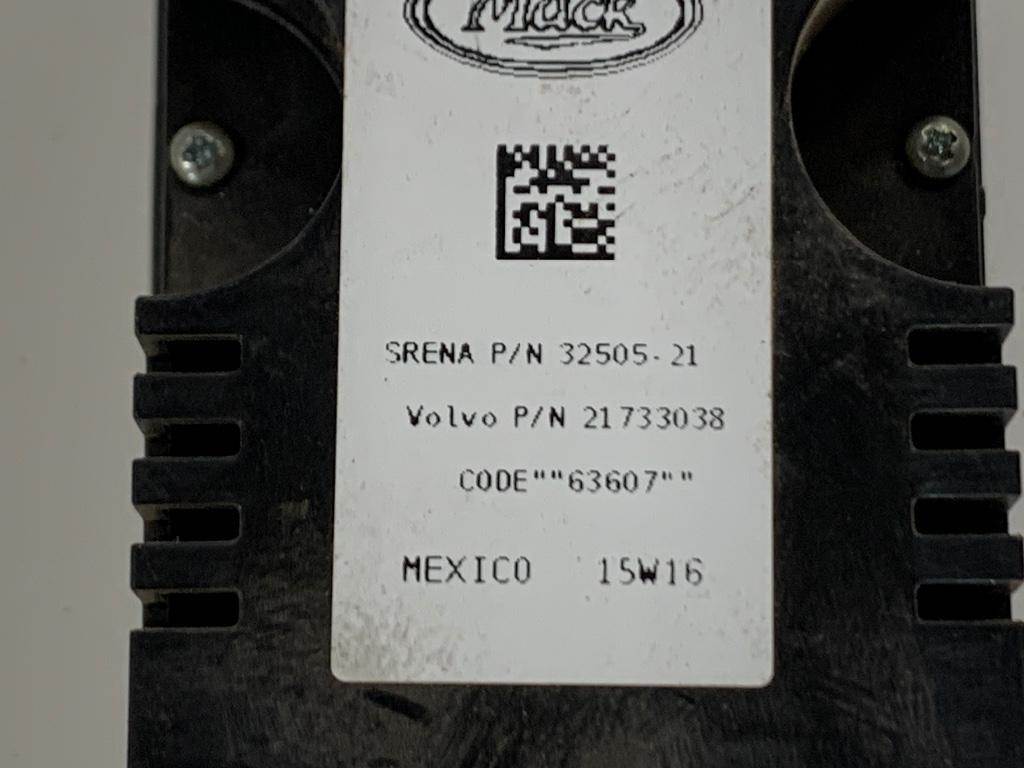 Mack
SRENA P/N 32505-21
Volvo P/N 21733038
CODE""63607""
MEXICO 15W16